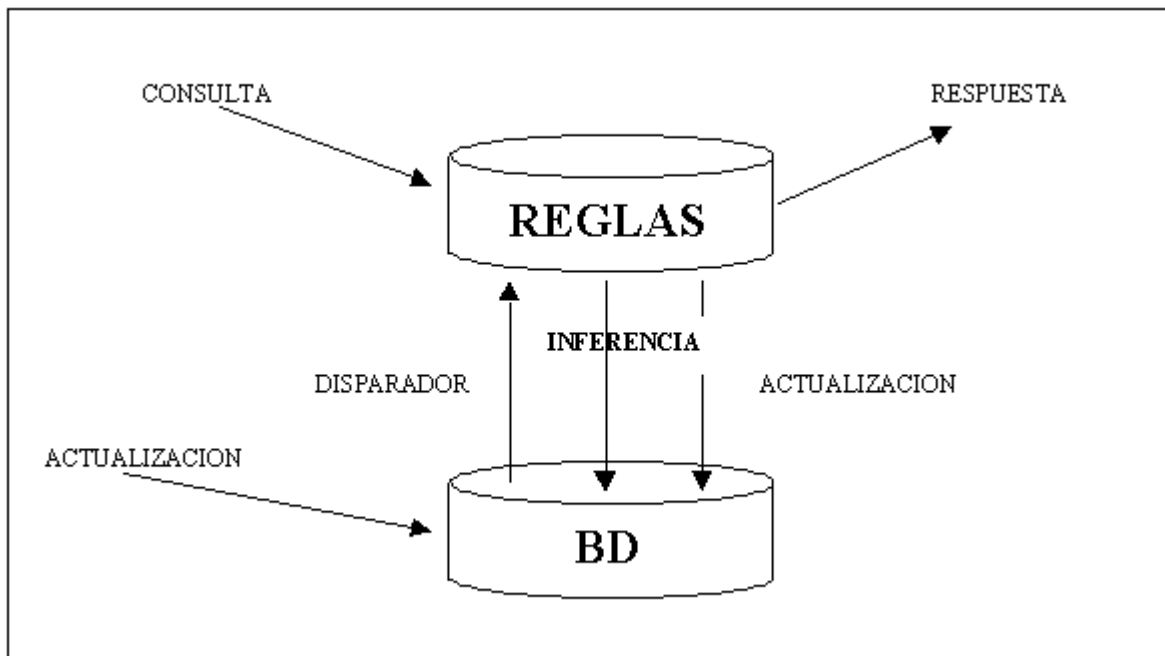 CONSULTA
RESPUESTA
REGLAS
INFERENCIA
DISPARADOR
ACTUALIZACION
ACTUALIZACION
BD